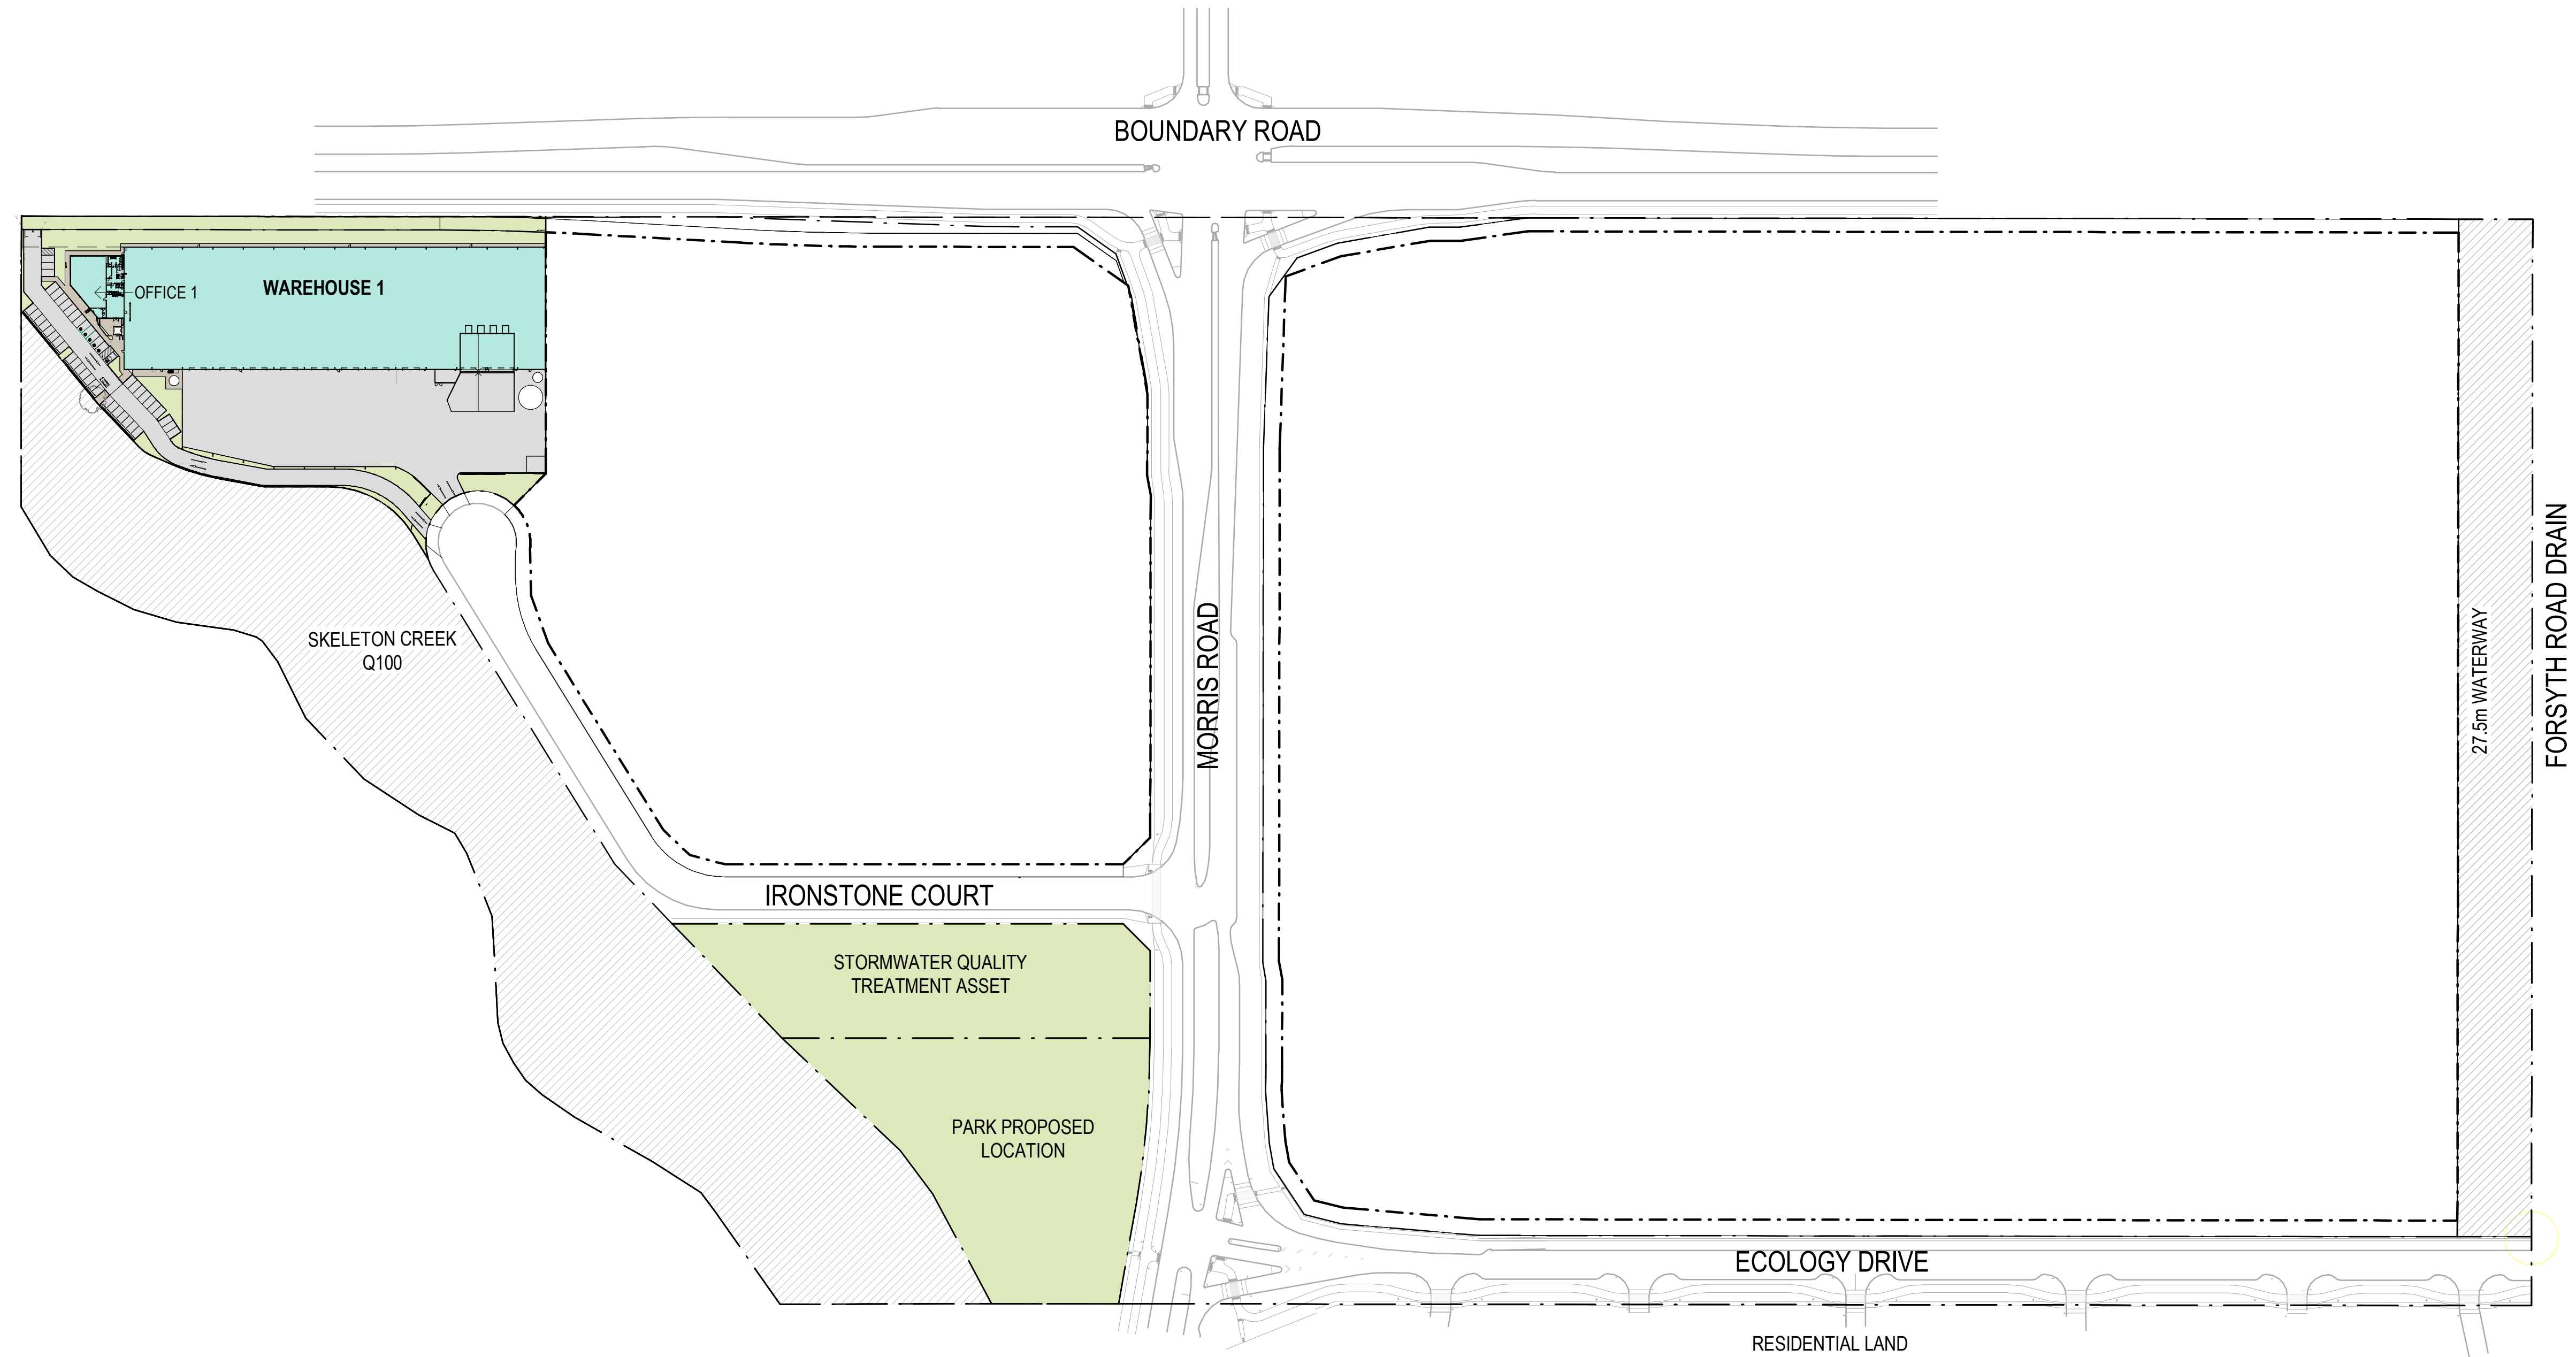 BOUNDARY ROAD
WAREHOUSE 1
OFFICE 1
SKELETON CREEK
Q100
MORRIS ROAD
27.5m WATERWAY
FORSYTH ROAD DRAIN
IRONSTONE COURT
STORMWATER QUALITY
TREATMENT ASSET
PARK PROPOSED
LOCATION
ECOLOGY DRIVE
RESIDENTIAL LAND